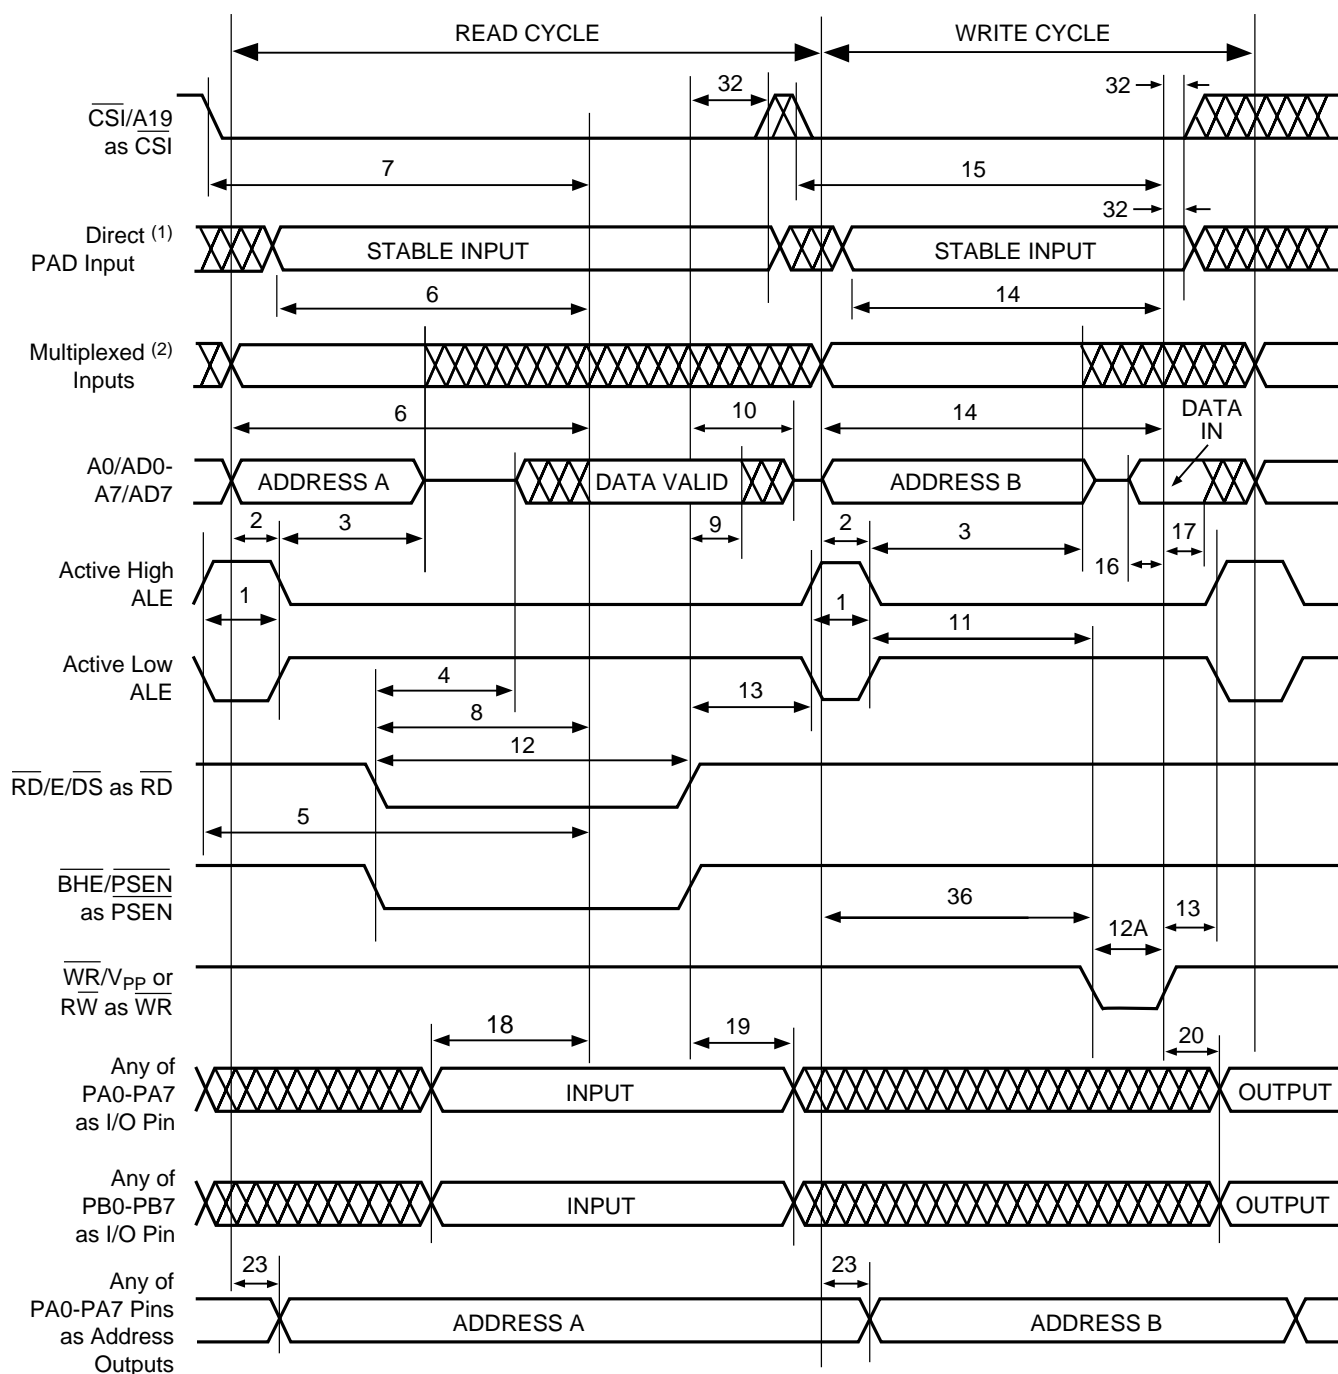 READ CYCLE
WRITE CYCLE
32
32
CSI/A19
as CSI
7
15
32
Direct (1)
PAD Input
STABLE INPUT
STABLE INPUT
6
14
Multiplexed (2)
Inputs
6
10
14
DATA
IN
A0/AD0-
A7/AD7
ADDRESS A
DATA VALID
ADDRESS B
2
3
9
2
3
17
16
Active High
ALE
1
1
11
Active Low
ALE
4
13
8
12
RD/E/DS as RD
5
BHE/PSEN
as PSEN
36
13
12A
WR/VPP or
RW as WR
18
19
20
Any of
PA0-PA7
as I/O Pin
INPUT
OUTPUT
Any of
PB0-PB7
as I/O Pin
INPUT
OUTPUT
23
23
Any of
PA0-PA7 Pins
as Address
Outputs
ADDRESS A
ADDRESS B